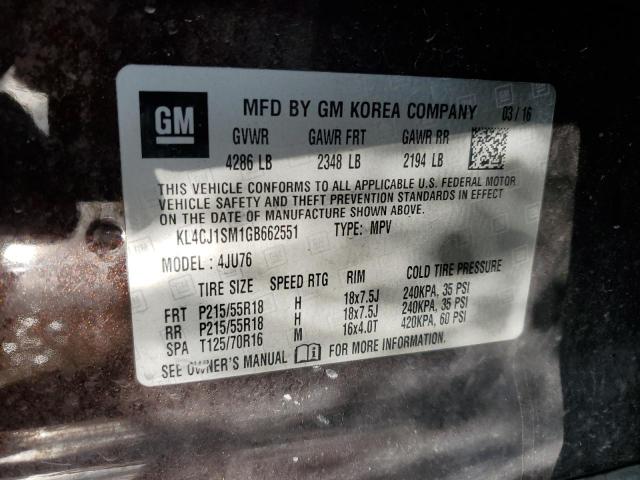 GM
MFD BY GM KOREA COMPANY 03/16
GVWR GAWR FRT GAWR RR
4286 LB 2348 LB 2194 LB
THIS VEHICLE CONFORMS TO ALL APPLICABLE U.S. FEDERAL MOTOR
VEHICLE SAFETY AND THEFT PREVENTION STANDARDS IN EFFECT ON THE
DATE OF MANUFACTURE SHOWN ABOVE.
KL4CJ1SM1GB662551 TYPE: MPV
MODEL : 4JU76
TIRE SIZE SPEED RTG RIM COLD TIRE PRESSURE
FRT P215/55R18 H 18x7.5J 240KPA, 35 PSI
RR P215/55R18 H 18x7.5J 240KPA, 35 PSI
SPA T125/70R16 M 16x4.0T 420KPA, 60 PSI
SEE OWNER'S MANUAL FOR MORE INFORMATION.